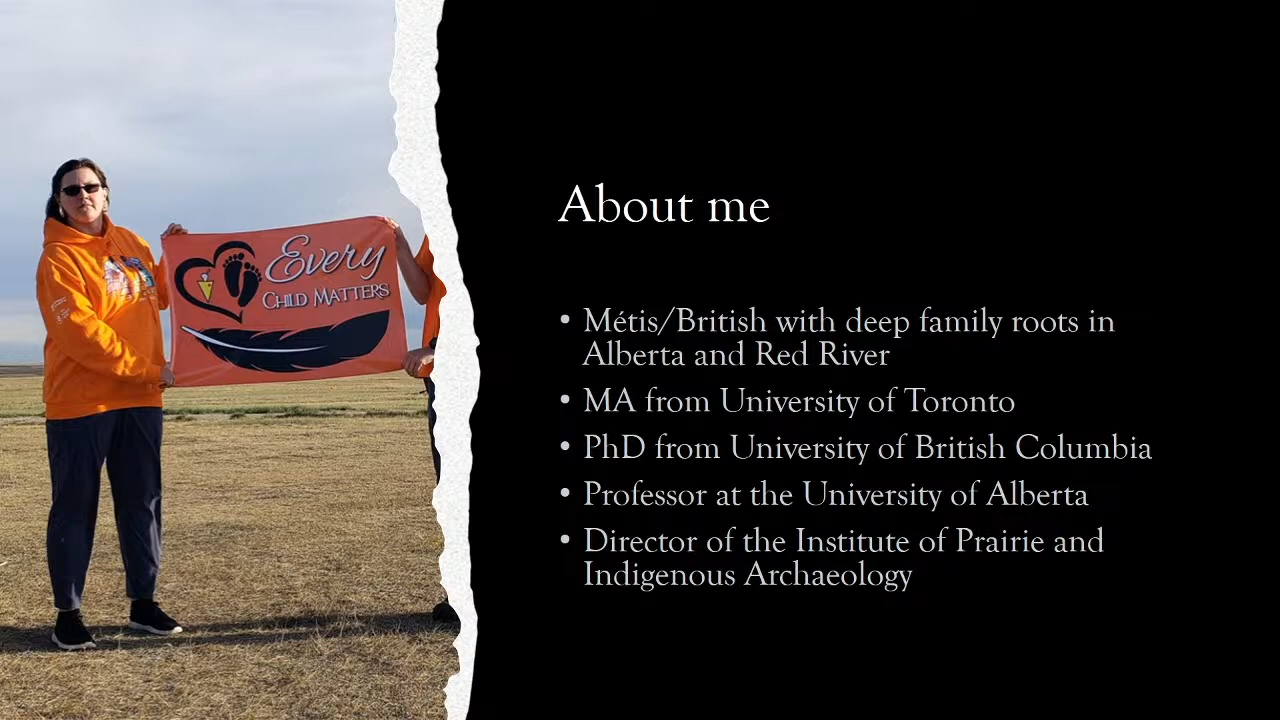 Every
CHILD MATTERS
About me
• Métis/British with deep family roots in
Alberta and Red River
• MA from University of Toronto
• PhD from University of British Columbia
• Professor at the University of Alberta
• Director of the Institute of Prairie and
Indigenous Archaeology